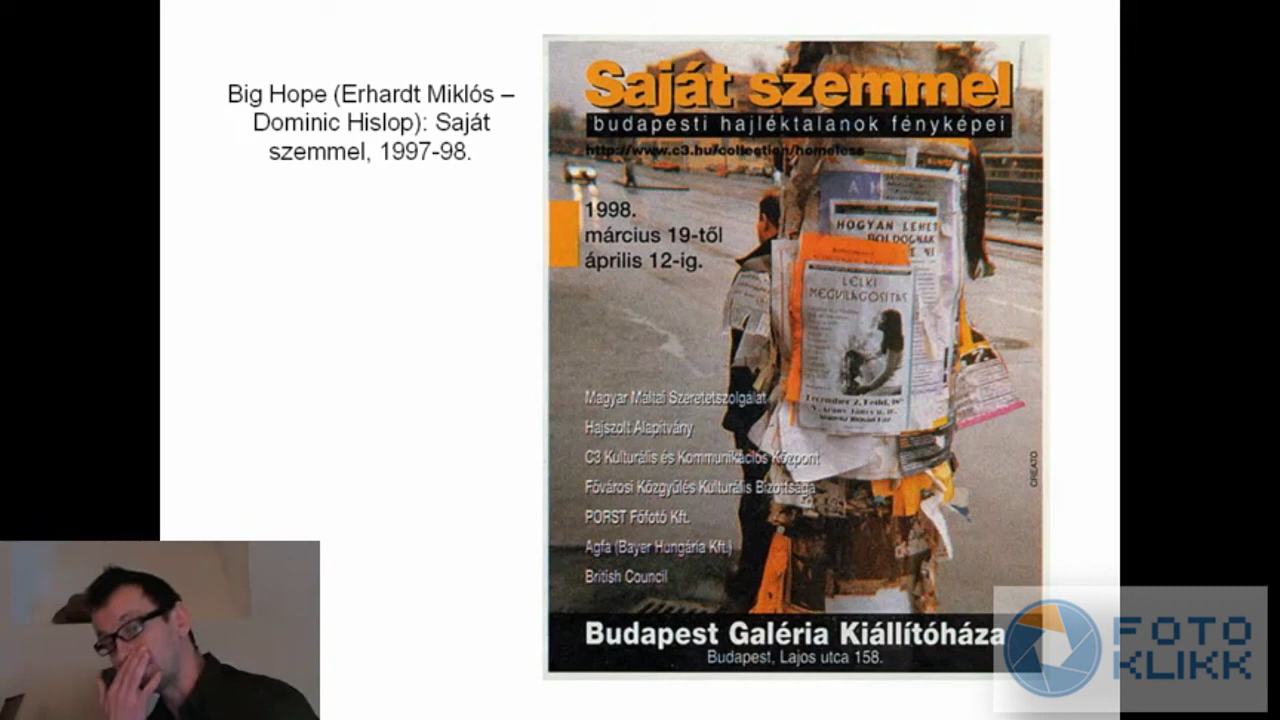 Big Hope (Erhardt Miklós –
Dominic Hislop): Saját
szemmel, 1997-98.
Saját szemmel
budapesti hajléktalanok fényképei
http://www.c3.hu/collection/homeless
1998.
március 19-től
április 12-ig.
HOGYAN LEHET
BOLDOGNAK
LELKI
MEGVILÁGOSÍTÁS
Magyar Máltai Szeretetszolgálat
Hajszolt Alapítvány
C3 Kulturális és Kommunikációs Központ
Fővárosi Közgyűlés Kulturális Bizottsága
PORST Főfotó Kft.
Agfa (Bayer Hungária Kft.)
British Council
CREATO
Budapest Galéria Kiállítóháza
Budapest, Lajos utca 158.
FOTO
KLIKK